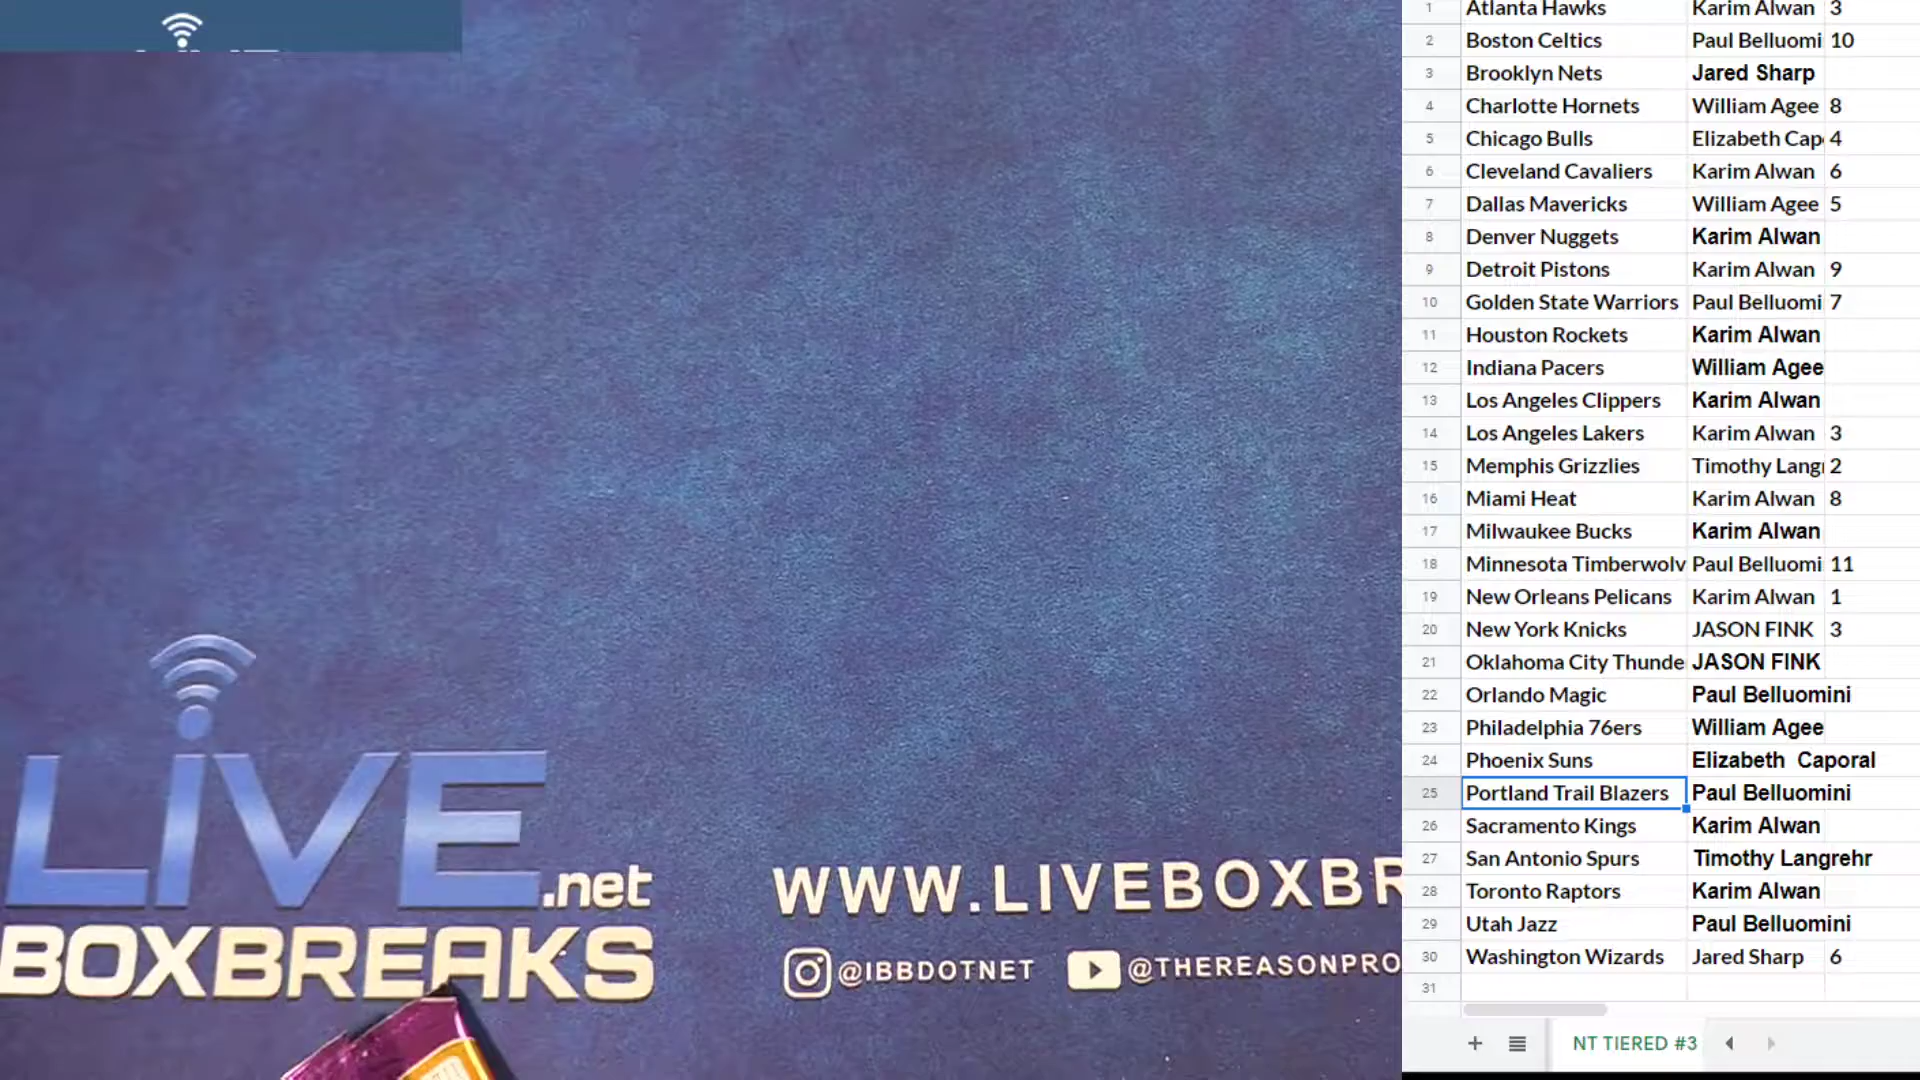 LIVE
.net
BOXBREAKS
WWW.LIVEBOXBR
@IBBDOTNET
@THEREASONPRO
1 Atlanta Hawks Karim Alwan 3
2 Boston Celtics Paul Belluomi 10
3 Brooklyn Nets Jared Sharp
4 Charlotte Hornets William Agee 8
5 Chicago Bulls Elizabeth Cap 4
6 Cleveland Cavaliers Karim Alwan 6
7 Dallas Mavericks William Agee 5
8 Denver Nuggets Karim Alwan
9 Detroit Pistons Karim Alwan 9
10 Golden State Warriors Paul Belluomi 7
11 Houston Rockets Karim Alwan
12 Indiana Pacers William Agee
13 Los Angeles Clippers Karim Alwan
14 Los Angeles Lakers Karim Alwan 3
15 Memphis Grizzlies Timothy Lang 2
16 Miami Heat Karim Alwan 8
17 Milwaukee Bucks Karim Alwan
18 Minnesota Timberwolv Paul Belluomi 11
19 New Orleans Pelicans Karim Alwan 1
20 New York Knicks JASON FINK 3
21 Oklahoma City Thunde JASON FINK
22 Orlando Magic Paul Belluomini
23 Philadelphia 76ers William Agee
24 Phoenix Suns Elizabeth Caporal
25 Portland Trail Blazers Paul Belluomini
26 Sacramento Kings Karim Alwan
27 San Antonio Spurs Timothy Langrehr
28 Toronto Raptors Karim Alwan
29 Utah Jazz Paul Belluomini
30 Washington Wizards Jared Sharp 6
31
NT TIERED #3